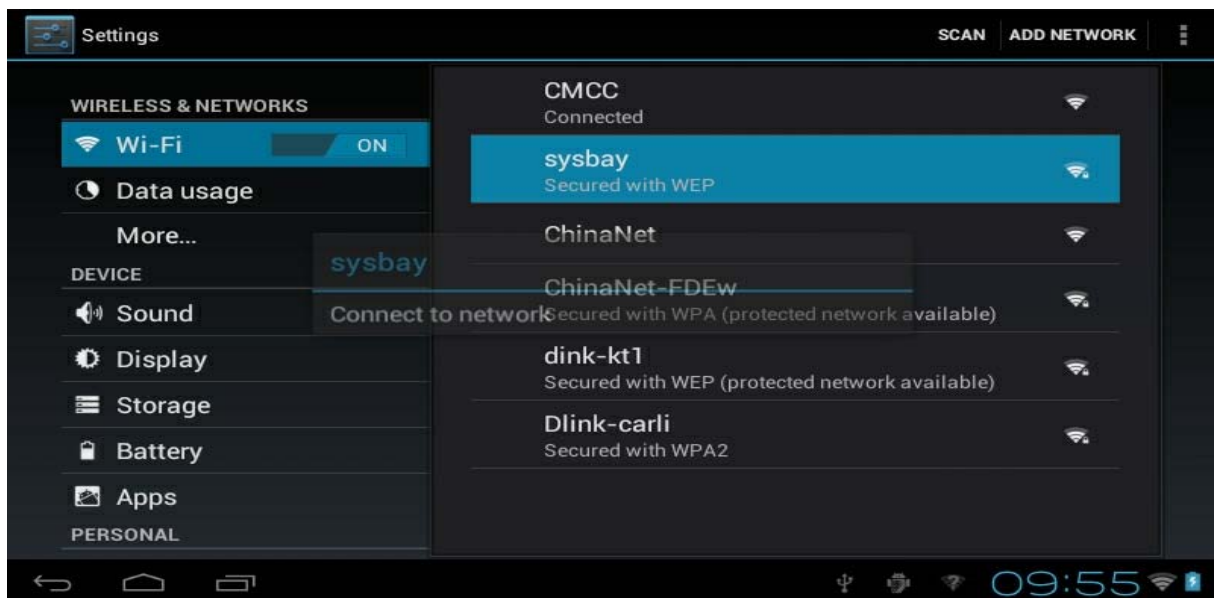 Settings
SCAN
ADD NETWORK
WIRELESS & NETWORKS
Wi-Fi
ON
Data usage
More...
DEVICE
Sound
Display
Storage
Battery
Apps
PERSONAL
CMCC
Connected
sysbay
Secured with WEP
ChinaNet
ChinaNet-FDEw
Secured with WPA (protected network available)
dink-kt1
Secured with WEP (protected network available)
Dlink-carli
Secured with WPA2
sysbay
Connect to network
09:55